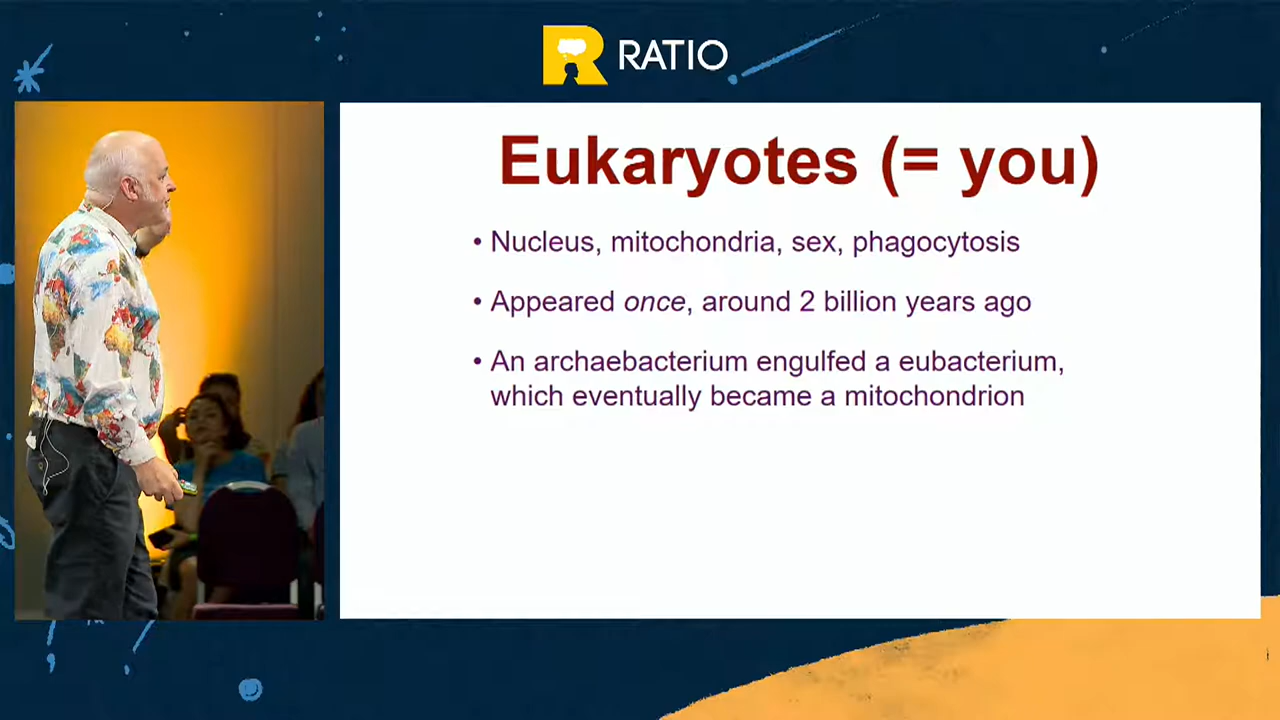 RATIO
Eukaryotes (= you)
• Nucleus, mitochondria, sex, phagocytosis
• Appeared once, around 2 billion years ago
• An archaebacterium engulfed a eubacterium,
which eventually became a mitochondrion